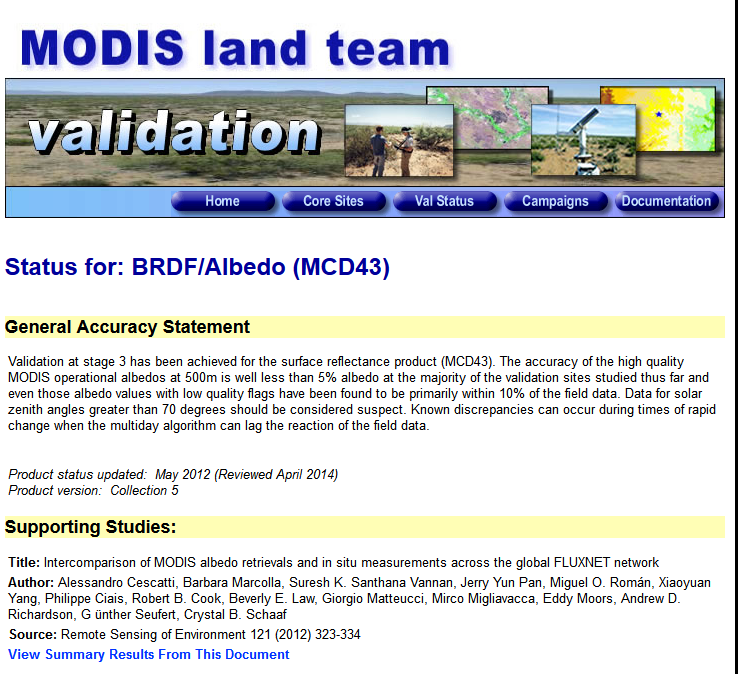 MODIS land team
validation
Home
Core Sites
Val Status
Campaigns
Documentation
Status for: BRDF/Albedo (MCD43)
General Accuracy Statement
Validation at stage 3 has been achieved for the surface reflectance product (MCD43). The accuracy of the high quality
MODIS operational albedos at 500m is well less than 5% albedo at the majority of the validation sites studied thus far and
even those albedo values with low quality flags have been found to be primarily within 10% of the field data. Data for solar
zenith angles greater than 70 degrees should be considered suspect. Known discrepancies can occur during times of rapid
change when the multiday algorithm can lag the reaction of the field data.
Product status updated: May 2012 (Reviewed April 2014)
Product version: Collection 5
Supporting Studies:
Title: Intercomparison of MODIS albedo retrievals and in situ measurements across the global FLUXNET network
Author: Alessandro Cescatti, Barbara Marcolla, Suresh K. Santhana Vannan, Jerry Yun Pan, Miguel O. Román, Xiaoyuan
Yang, Philippe Ciais, Robert B. Cook, Beverly E. Law, Giorgio Matteucci, Mirco Migliavacca, Eddy Moors, Andrew D.
Richardson, G ünther Seufert, Crystal B. Schaaf
Source: Remote Sensing of Environment 121 (2012) 323-334
View Summary Results From This Document